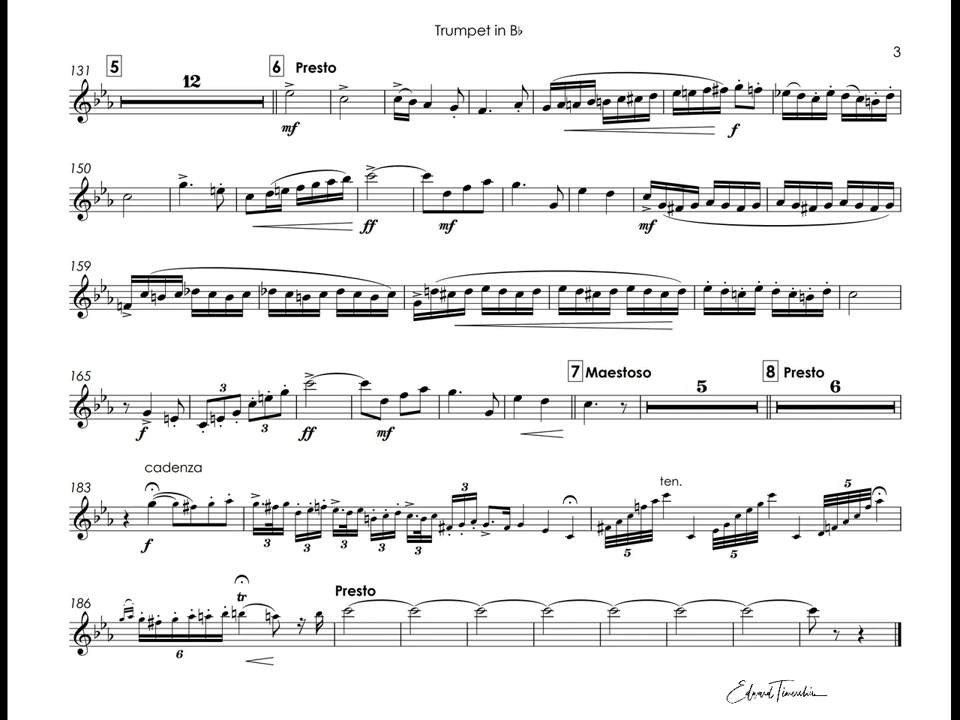 Trumpet in B♭
3
131 5 12 6 Presto
mf f
150
ff mf mf
159
165 7 Maestoso 5 8 Presto 6
f 3 3 ff mf
183 cadenza 3 ten. 5
f 3 3 3 3 5 5
186 tr Presto
6